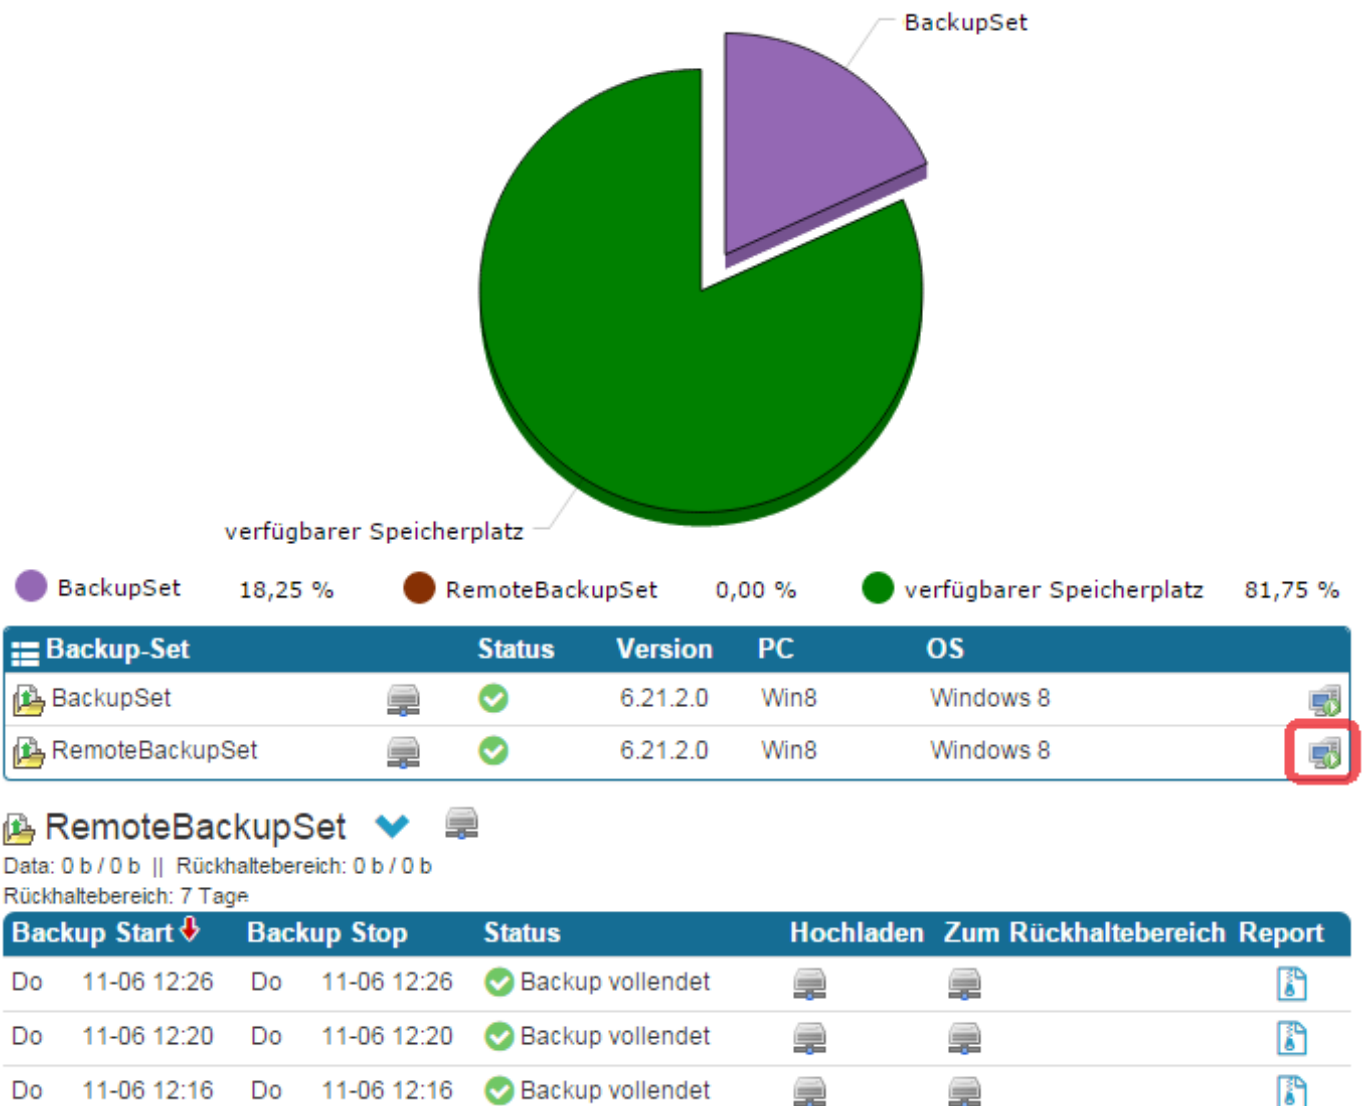 BackupSet
verfügbarer Speicherplatz
BackupSet 18,25 % RemoteBackupSet 0,00 % verfügbarer Speicherplatz 81,75 %
Backup-Set Status Version PC OS
BackupSet 6.21.2.0 Win8 Windows 8
RemoteBackupSet 6.21.2.0 Win8 Windows 8
RemoteBackupSet
Data: 0 b / 0 b || Rückhaltebereich: 0 b / 0 b
Rückhaltebereich: 7 Tage
Backup Start Backup Stop Status Hochladen Zum Rückhaltebereich Report
Do 11-06 12:26 Do 11-06 12:26 Backup vollendet
Do 11-06 12:20 Do 11-06 12:20 Backup vollendet
Do 11-06 12:16 Do 11-06 12:16 Backup vollendet